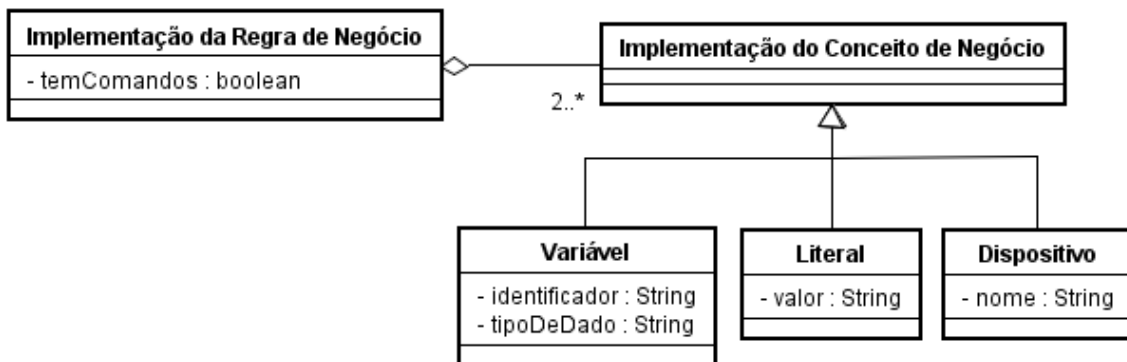 Implementação da Regra de Negócio
- temComandos : boolean
Implementação do Conceito de Negócio
2..*
Variável
- identificador : String
- tipoDeDado : String
Literal
- valor : String
Dispositivo
- nome : String